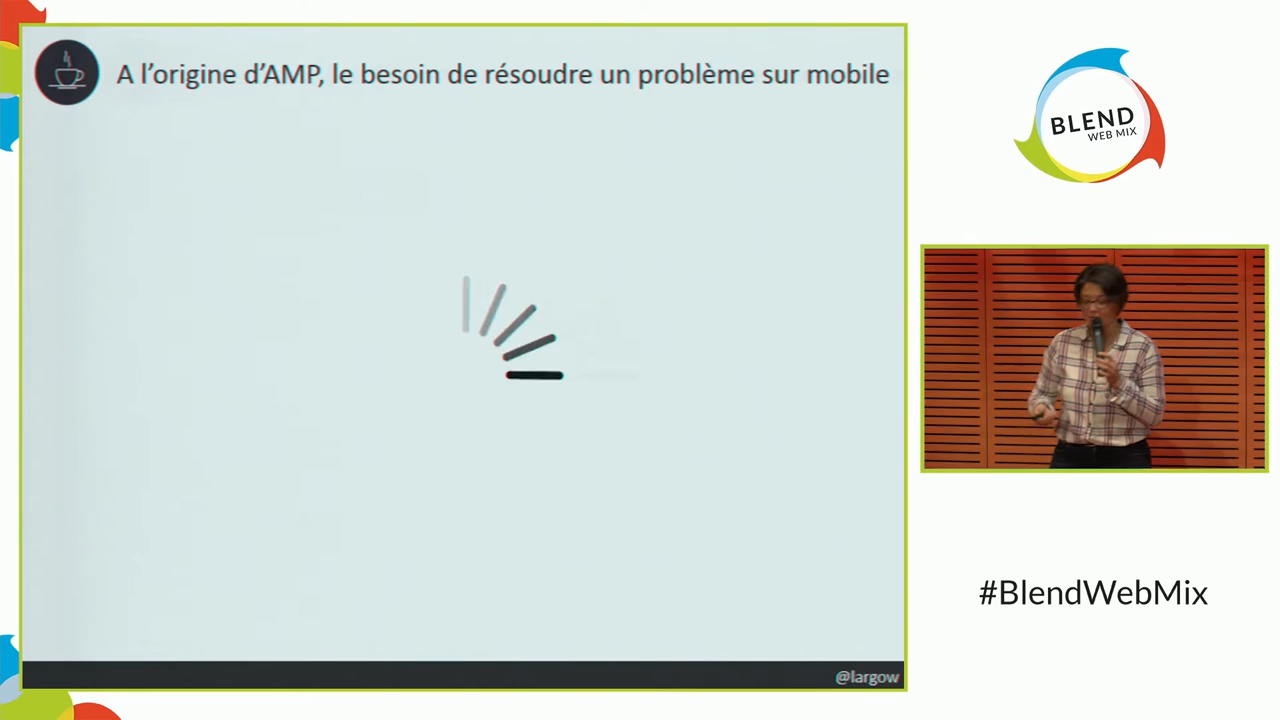 A l’origine d’AMP, le besoin de résoudre un problème sur mobile
BLEND
WEB MIX
#BlendWebMix
@largow